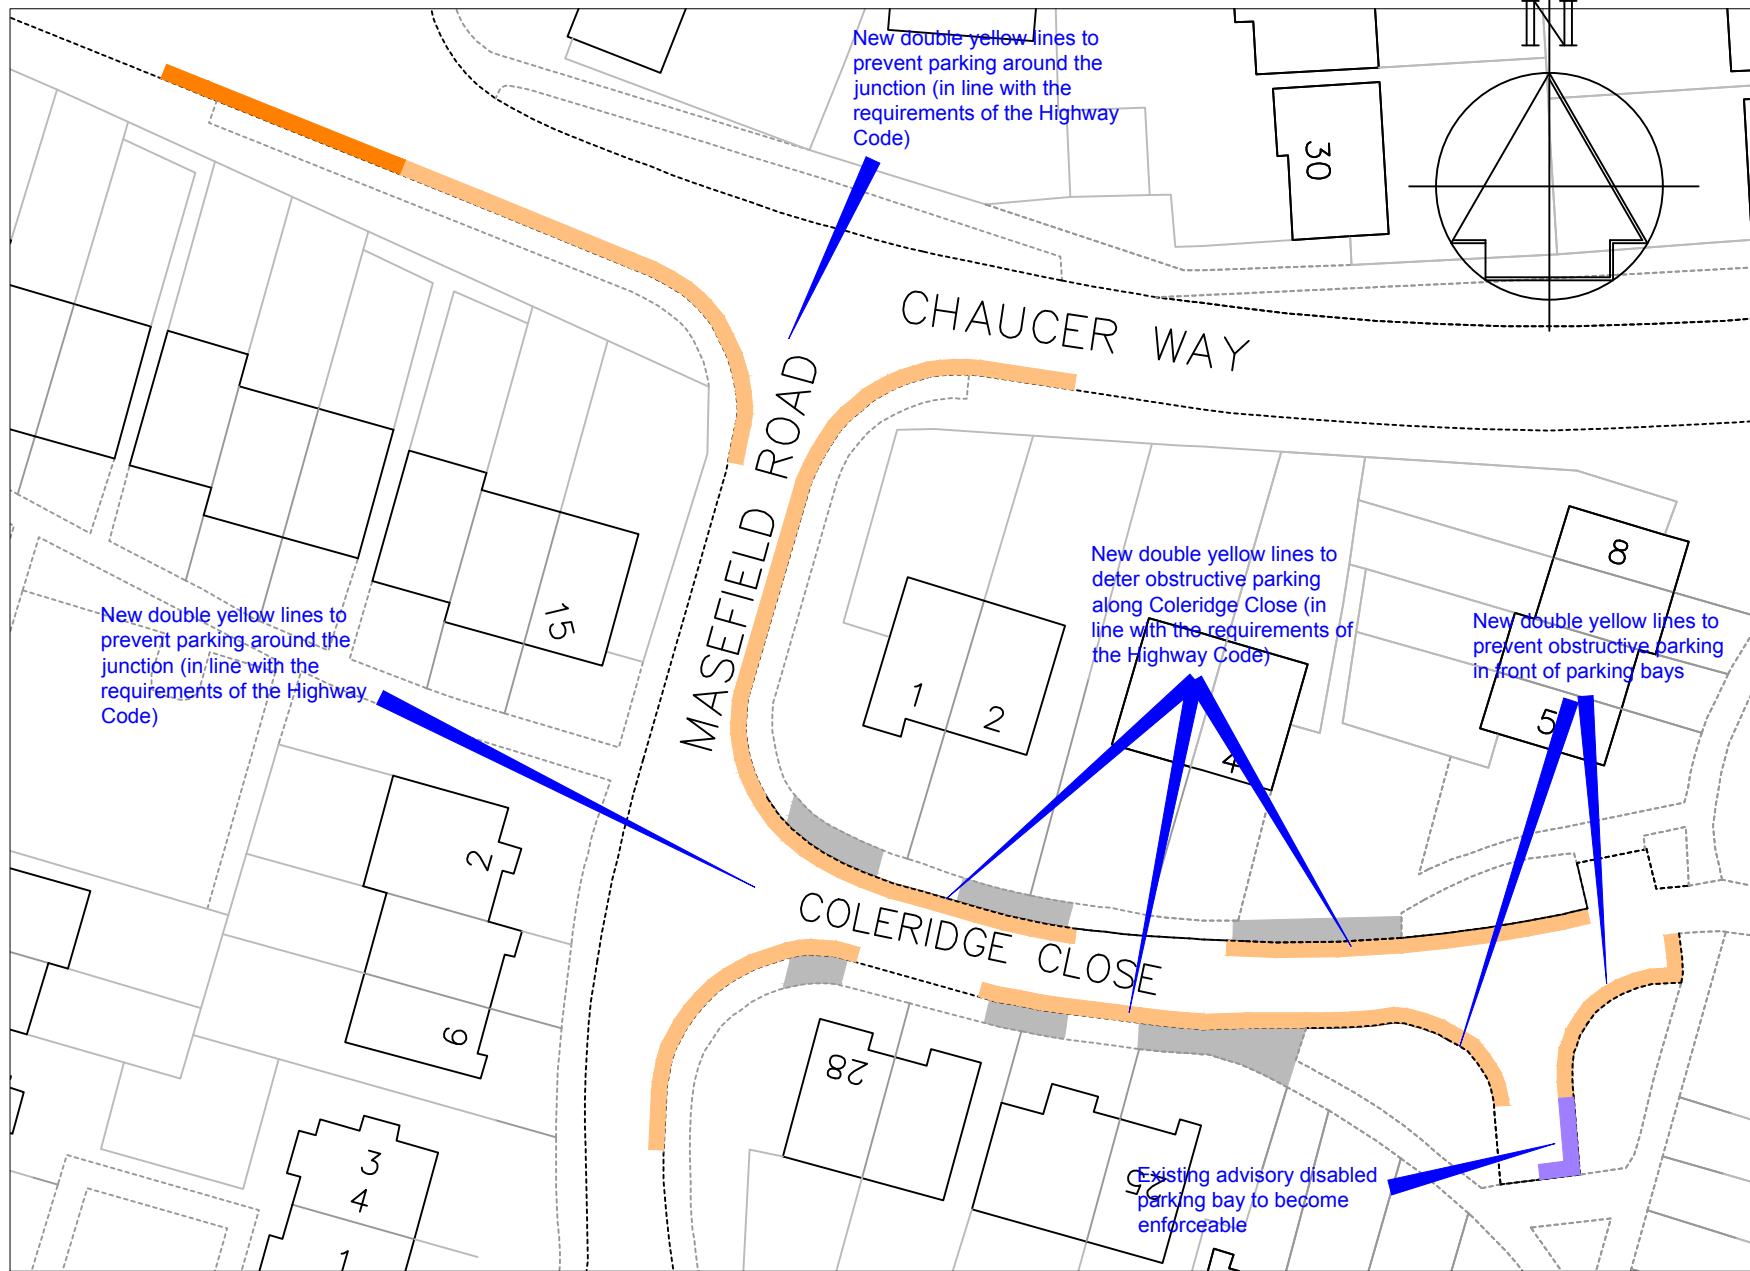 N
New double yellow lines to
prevent parking around the
junction (in line with the
requirements of the Highway
Code)
30
CHAUCER WAY
MASEFIELD ROAD
New double yellow lines to
deter obstructive parking
along Coleridge Close (in
line with the requirements of
the Highway Code)
8
New double yellow lines to
prevent obstructive parking
in front of parking bays
5
15
New double yellow lines to
prevent parking around the
junction (in line with the
requirements of the Highway
Code)
1
2
4
2
COLERIDGE CLOSE
6
28
3
4
1
25
Existing advisory disabled
parking bay to become
enforceable